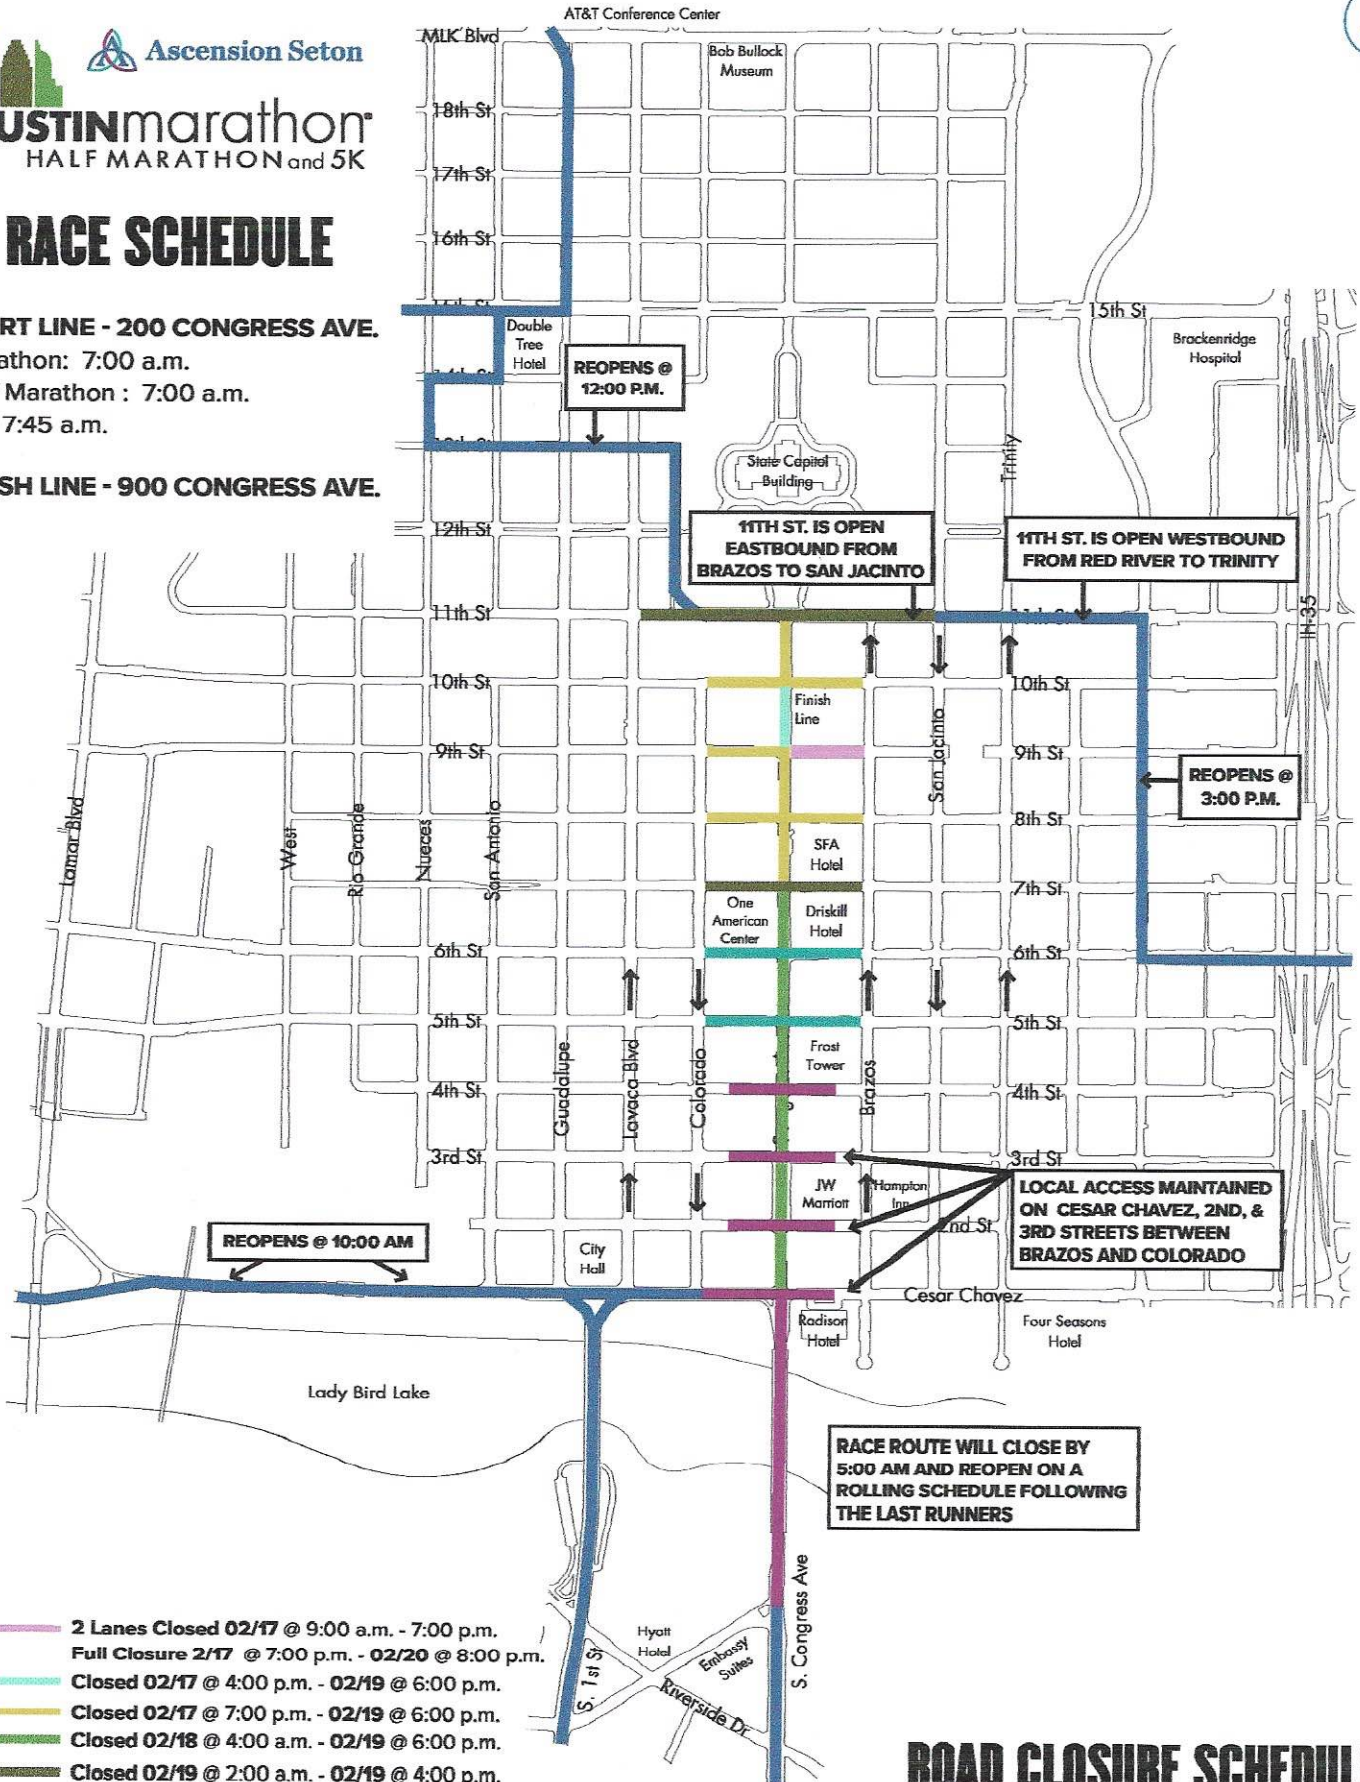 AT&T Conference Center
MLK Blvd
Bob Bullock
Museum
Ascension Seton
USTINmarathon
HALF MARATHON and 5K
RACE SCHEDULE
RT LINE - 200 CONGRESS AVE.
athon: 7:00 a.m.
Marathon : 7:00 a.m.
7:45 a.m.
SH LINE - 900 CONGRESS AVE.
18th St
17th St
16th St
15th St
Double
Tree
Hotel
Brackenridge
Hospital
REOPENS @
12:00 P.M.
State Capitol
Building
Trinity
12th St
11TH ST. IS OPEN
EASTBOUND FROM
BRAZOS TO SAN JACINTO
11TH ST. IS OPEN WESTBOUND
FROM RED RIVER TO TRINITY
11th St
IH-35
10th St
10th St
Finish
Line
9th St
9th St
San Jacinto
REOPENS @
3:00 P.M.
Lamar Blvd
West
Rio Grande
Nueces
San Antonio
8th St
SFA
Hotel
7th St
One
American
Center
Driskill
Hotel
6th St
6th St
5th St
5th St
Frost
Tower
Guadalupe
Lavaca Blvd
Colorado
Brazos
4th St
4th St
3rd St
3rd St
JW
Marriott
Hampton
Inn
LOCAL ACCESS MAINTAINED
ON CESAR CHAVEZ, 2ND, &
3RD STREETS BETWEEN
BRAZOS AND COLORADO
2nd St
REOPENS @ 10:00 AM
City
Hall
Cesar Chavez
Radison
Hotel
Four Seasons
Hotel
Lady Bird Lake
RACE ROUTE WILL CLOSE BY
5:00 AM AND REOPEN ON A
ROLLING SCHEDULE FOLLOWING
THE LAST RUNNERS
S. Congress Ave
Hyatt
Hotel
Embassy
Suites
S. 1st St
Riverside Dr
2 Lanes Closed 02/17 @ 9:00 a.m. - 7:00 p.m.
Full Closure 2/17 @ 7:00 p.m. - 02/20 @ 8:00 p.m.
Closed 02/17 @ 4:00 p.m. - 02/19 @ 6:00 p.m.
Closed 02/17 @ 7:00 p.m. - 02/19 @ 6:00 p.m.
Closed 02/18 @ 4:00 a.m. - 02/19 @ 6:00 p.m.
Closed 02/19 @ 2:00 a.m. - 02/19 @ 4:00 p.m.
ROAD CLOSURE SCHEDUL